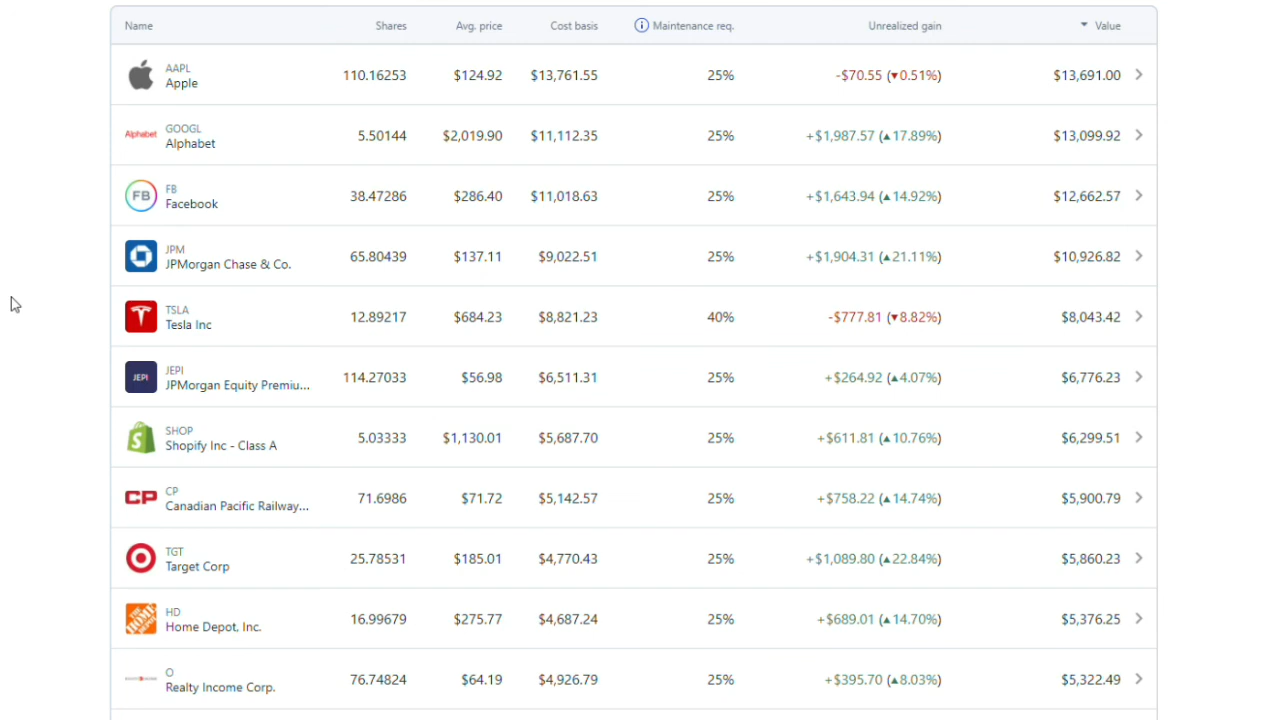 Name Shares Avg. price Cost basis Maintenance req. Unrealized gain Value
AAPL
Apple 110.16253 $124.92 $13,761.55 25% -$70.55 (▼0.51%) $13,691.00
Alphabet GOOGL
Alphabet 5.50144 $2,019.90 $11,112.35 25% +$1,987.57 (▲17.89%) $13,099.92
FB FB
Facebook 38.47286 $286.40 $11,018.63 25% +$1,643.94 (▲14.92%) $12,662.57
JPM
JPMorgan Chase & Co. 65.80439 $137.11 $9,022.51 25% +$1,904.31 (▲21.11%) $10,926.82
TSLA
Tesla Inc 12.89217 $684.23 $8,821.23 40% -$777.81 (▼8.82%) $8,043.42
JEPI JEPI
JPMorgan Equity Premiu... 114.27033 $56.98 $6,511.31 25% +$264.92 (▲4.07%) $6,776.23
SHOP
Shopify Inc - Class A 5.03333 $1,130.01 $5,687.70 25% +$611.81 (▲10.76%) $6,299.51
CP CP
Canadian Pacific Railway... 71.6986 $71.72 $5,142.57 25% +$758.22 (▲14.74%) $5,900.79
TGT
Target Corp 25.78531 $185.01 $4,770.43 25% +$1,089.80 (▲22.84%) $5,860.23
THE HOME DEPOT HD
Home Depot, Inc. 16.99679 $275.77 $4,687.24 25% +$689.01 (▲14.70%) $5,376.25
O
Realty Income Corp. 76.74824 $64.19 $4,926.79 25% +$395.70 (▲8.03%) $5,322.49